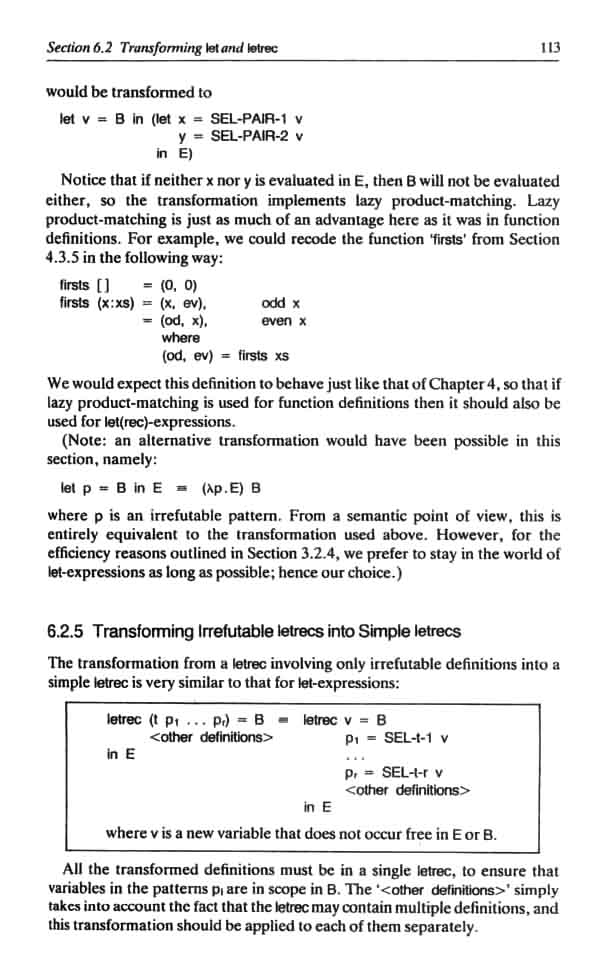 Section 6.2 Transforming let and letrec 113
would be transformed to
let v = B in (let x = SEL-PAIR-1 v
y = SEL-PAIR-2 v
in E)
Notice that if neither x nor y is evaluated in E, then B will not be evaluated
either, so the transformation implements lazy product-matching. Lazy
product-matching is just as much of an advantage here as it was in function
definitions. For example, we could recode the function 'firsts' from Section
4.3.5 in the following way:
firsts [] = (0, 0)
firsts (x:xs) = (x, ev), odd x
= (od, x), even x
where
(od, ev) = firsts xs
We would expect this definition to behave just like that of Chapter 4, so that if
lazy product-matching is used for function definitions then it should also be
used for let(rec)-expressions.
(Note: an alternative transformation would have been possible in this
section, namely:
let p = B in E ≡ (λp.E) B
where p is an irrefutable pattern. From a semantic point of view, this is
entirely equivalent to the transformation used above. However, for the
efficiency reasons outlined in Section 3.2.4, we prefer to stay in the world of
let-expressions as long as possible; hence our choice.)
6.2.5 Transforming Irrefutable letrecs into Simple letrecs
The transformation from a letrec involving only irrefutable definitions into a
simple letrec is very similar to that for let-expressions:
letrec (t p₁ ... pᵣ) = B ≡ letrec v = B
<other definitions> p₁ = SEL-t-1 v
in E ...
pᵣ = SEL-t-r v
<other definitions>
in E
where v is a new variable that does not occur free in E or B.
All the transformed definitions must be in a single letrec, to ensure that
variables in the patterns pᵢ are in scope in B. The '<other definitions>' simply
takes into account the fact that the letrec may contain multiple definitions, and
this transformation should be applied to each of them separately.